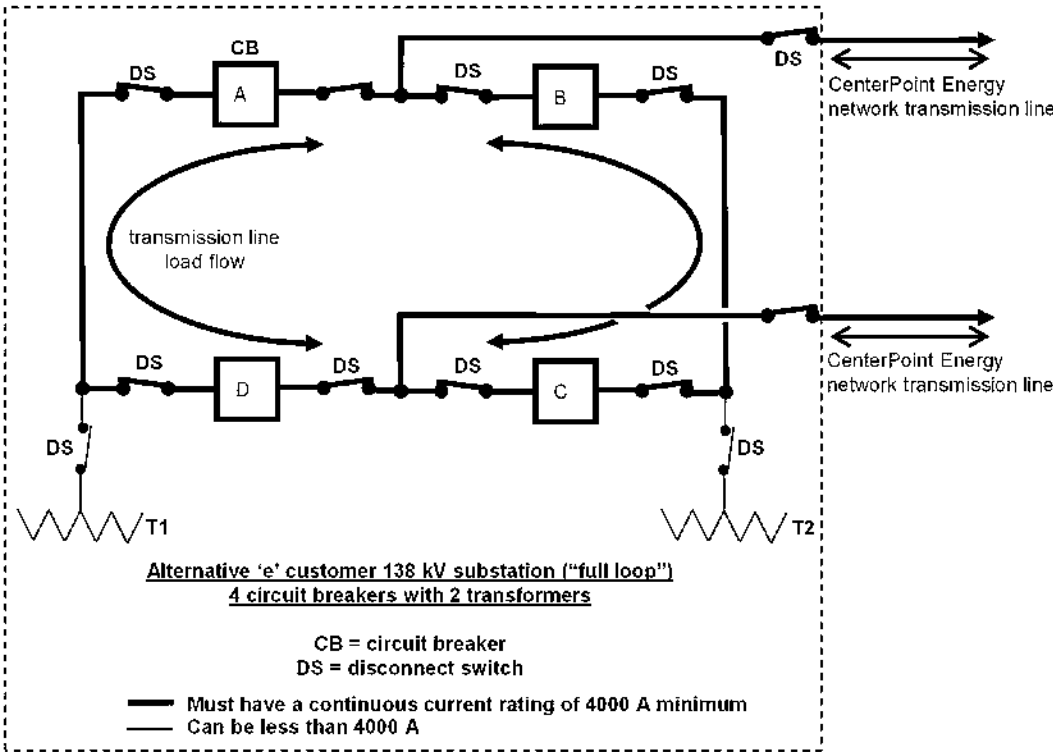 CB
DS
DS
DS
DS
A
B
CenterPoint Energy
network transmission line
transmission line
load flow
CenterPoint Energy
network transmission line
DS
DS
DS
DS
D
C
DS
DS
T1
T2
Alternative ‘e’ customer 138 kV substation (“full loop”)
4 circuit breakers with 2 transformers
CB = circuit breaker
DS = disconnect switch
Must have a continuous current rating of 4000 A minimum
Can be less than 4000 A